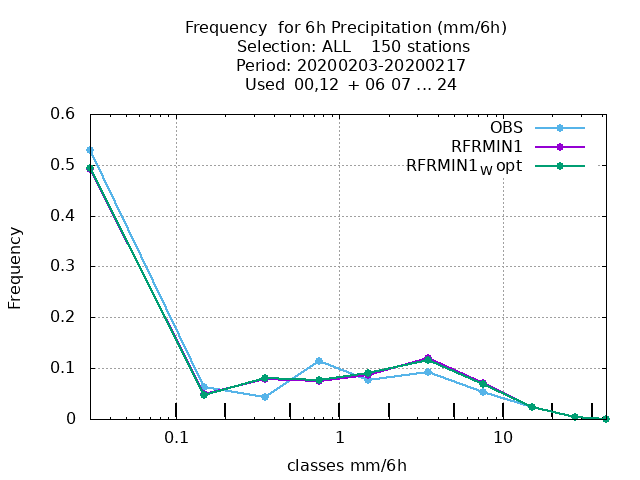 Frequency  for 6h Precipitation (mm/6h)
Selection: ALL    150 stations
Period: 20200203-20200217
Used  00,12  + 06 07 ... 24
0.6
OBS
RFRMIN1
RFRMIN1_W opt
0.5
0.4
0.3
0.2
0.1
0
Frequency
0.1 1 10
classes mm/6h